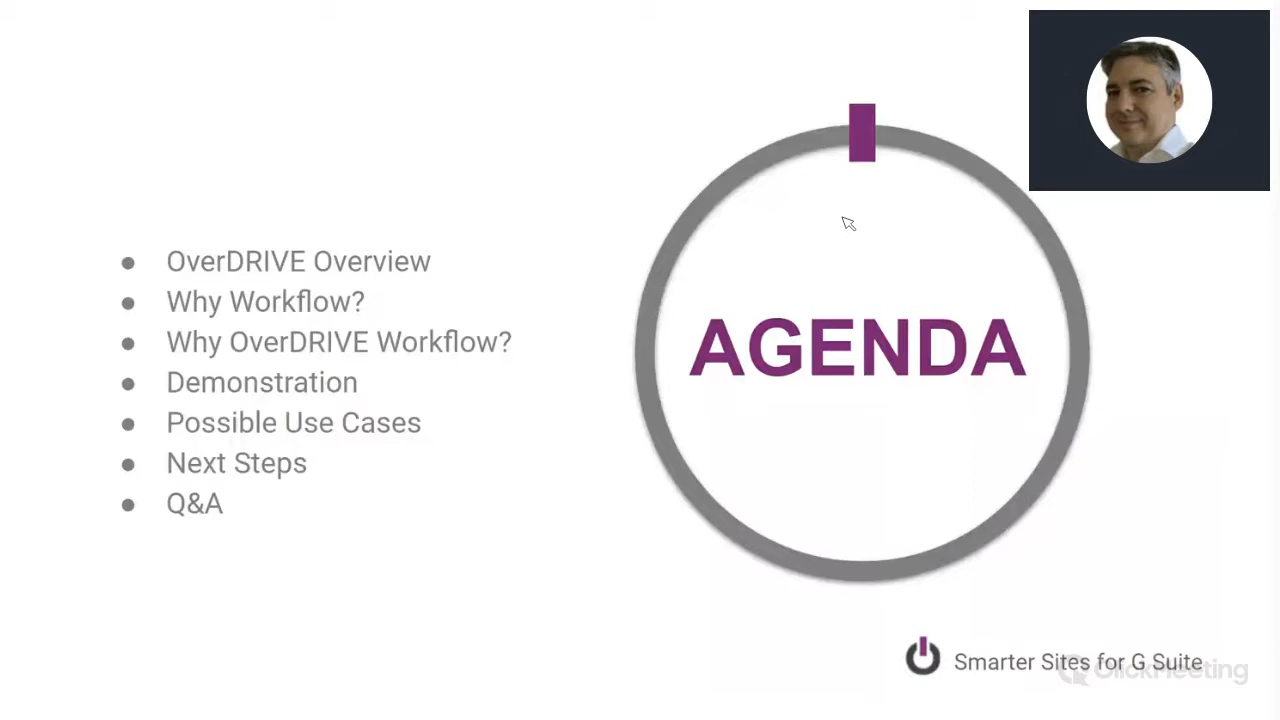 OverDRIVE Overview
Why Workflow?
Why OverDRIVE Workflow?
Demonstration
Possible Use Cases
Next Steps
Q&A
AGENDA
Smarter Sites for G Suite
ClickMeeting